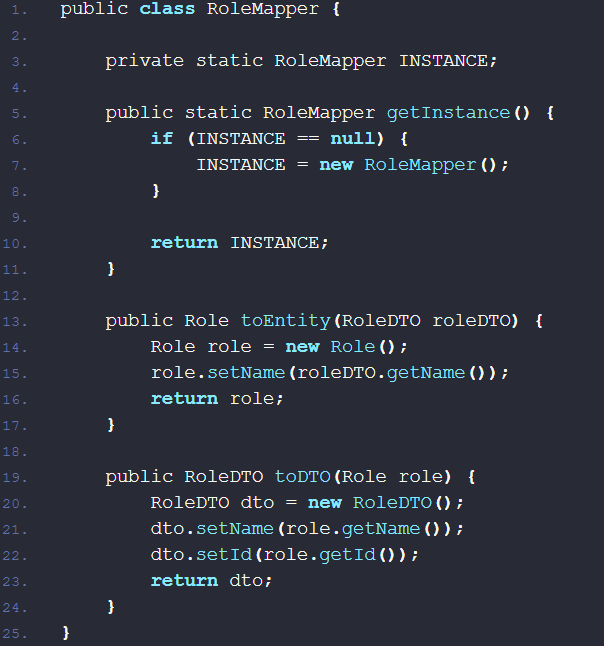 1. public class RoleMapper {
2.
3. private static RoleMapper INSTANCE;
4.
5. public static RoleMapper getInstance() {
6. if (INSTANCE == null) {
7. INSTANCE = new RoleMapper();
8. }
9.
10. return INSTANCE;
11. }
12.
13. public Role toEntity(RoleDTO roleDTO) {
14. Role role = new Role();
15. role.setName(roleDTO.getName());
16. return role;
17. }
18.
19. public RoleDTO toDTO(Role role) {
20. RoleDTO dto = new RoleDTO();
21. dto.setName(role.getName());
22. dto.setId(role.getId());
23. return dto;
24. }
25. }